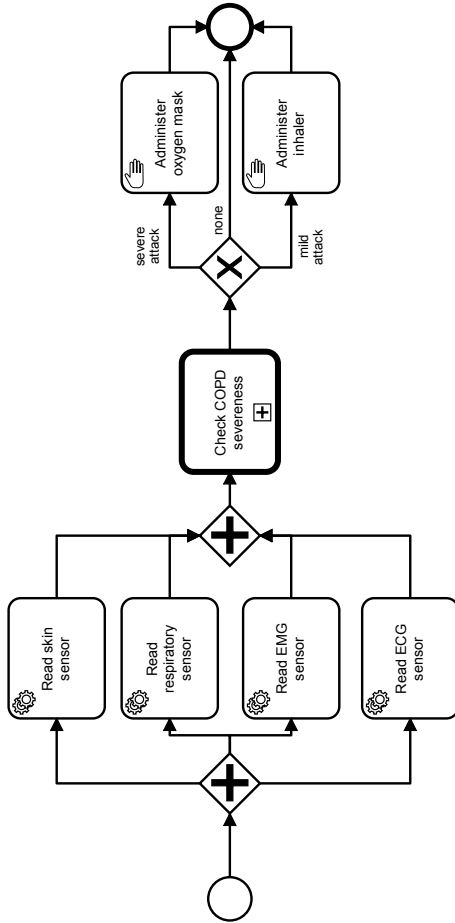 Read skin
sensor
Read
respiratory
sensor
Read EMG
sensor
Read ECG
sensor
Check COPD
severeness
severe
attack
none
mild
attack
Administer
oxygen mask
Administer
inhaler